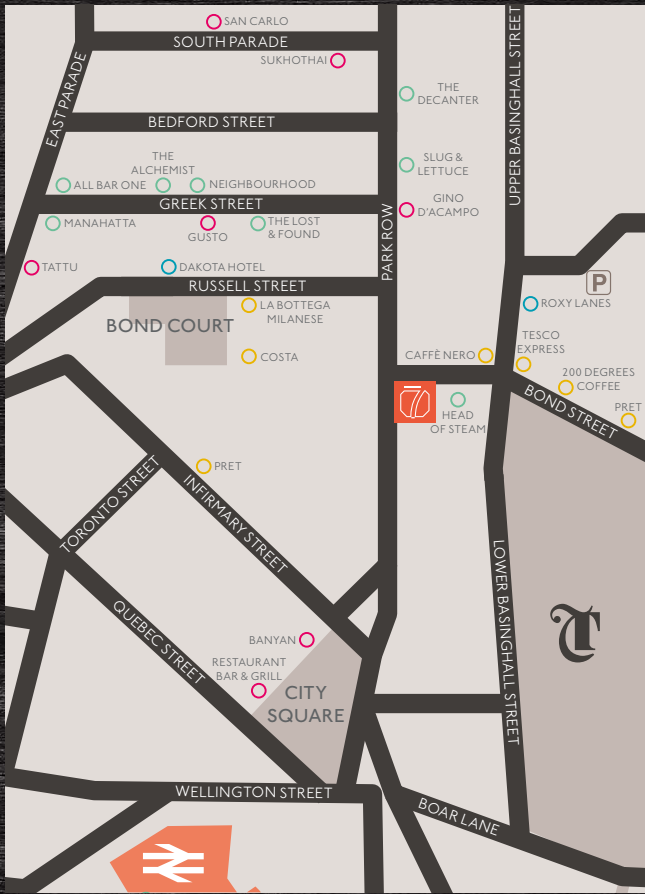 SAN CARLO
SOUTH PARADE
SUKHOTHAI
EAST PARADE
UPPER BASINGHALL STREET
THE
DECANTER
BEDFORD STREET
THE
ALCHEMIST
SLUG &
LETTUCE
ALL BAR ONE
NEIGHBOURHOOD
GREEK STREET
GINO
D'ACAMPO
MANAHATTA
GUSTO
THE LOST
& FOUND
PARK ROW
TATTU
DAKOTA HOTEL
RUSSELL STREET
P
ROXY LANES
LA BOTTEGA
MILANESE
BOND COURT
TESCO
EXPRESS
COSTA
CAFFÈ NERO
200 DEGREES
COFFEE
7
HEAD
OF STEAM
BOND STREET
PRET
PRET
TORONTO STREET
INFIRMARY STREET
LOWER BASINGHALL STREET
QUEBEC STREET
T
BANYAN
RESTAURANT
BAR & GRILL
CITY
SQUARE
WELLINGTON STREET
BOAR LANE